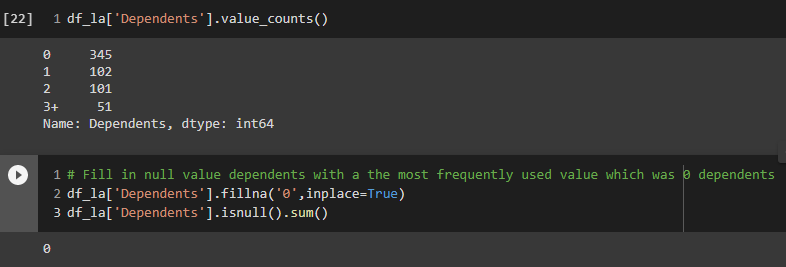 [22] 1 df_la['Dependents'].value_counts()
0 345
1 102
2 101
3+ 51
Name: Dependents, dtype: int64
1 # Fill in null value dependents with a the most frequently used value which was 0 dependents
2 df_la['Dependents'].fillna('0',inplace=True)
3 df_la['Dependents'].isnull().sum()
0